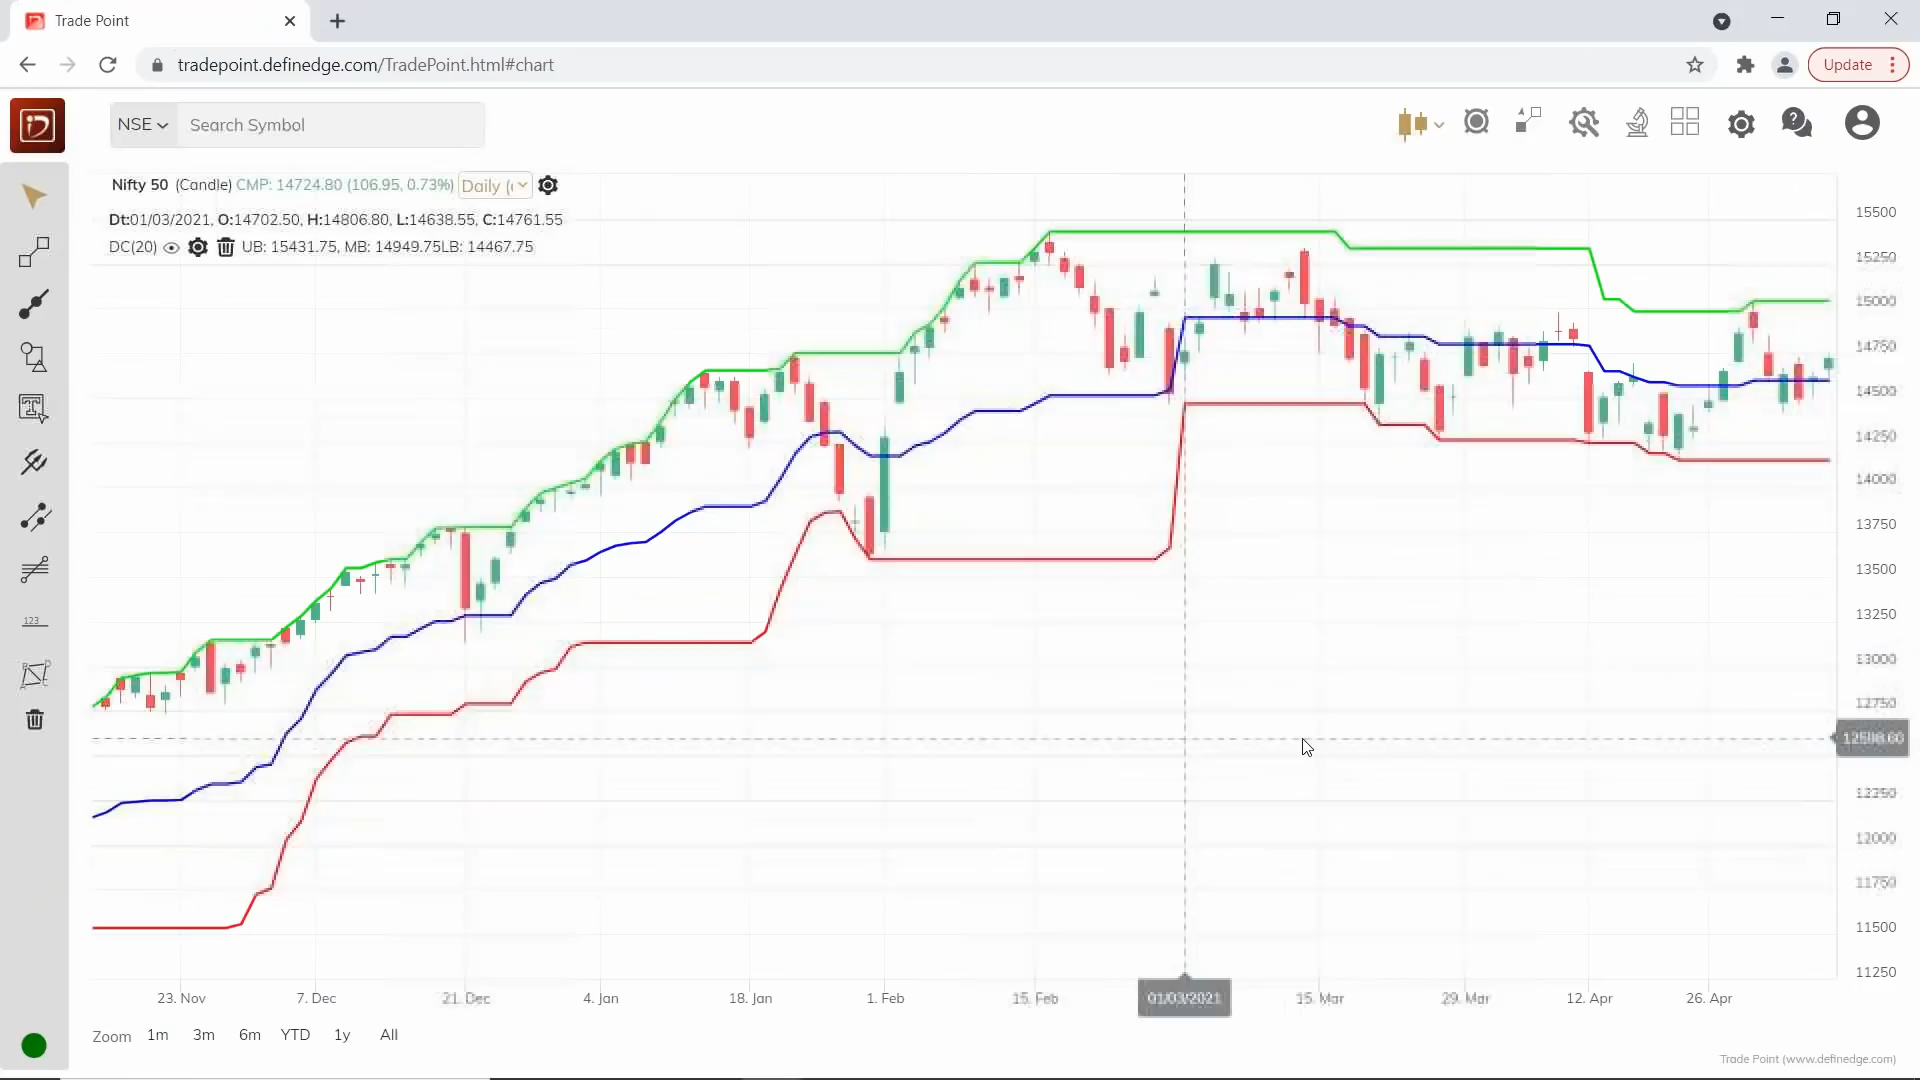 Trade Point
tradepoint.definedge.com/TradePoint.html#chart
Update
NSE
Search Symbol
Nifty 50 (Candle) CMP: 14724.80 (106.95, 0.73%) Daily (
Dt:01/03/2021, O:14702.50, H:14806.80, L:14638.55, C:14761.55
DC(20) UB: 15431.75, MB: 14949.75LB: 14467.75
15500
15250
15000
14750
14500
14250
14000
13750
13500
13250
13000
12750
12598.60
12250
12000
11750
11500
11250
123
23. Nov 7. Dec 21. Dec 4. Jan 18. Jan 1. Feb 15. Feb 01/03/2021 15. Mar 29. Mar 12. Apr 26. Apr
Zoom 1m 3m 6m YTD 1y All
Trade Point (www.definedge.com)